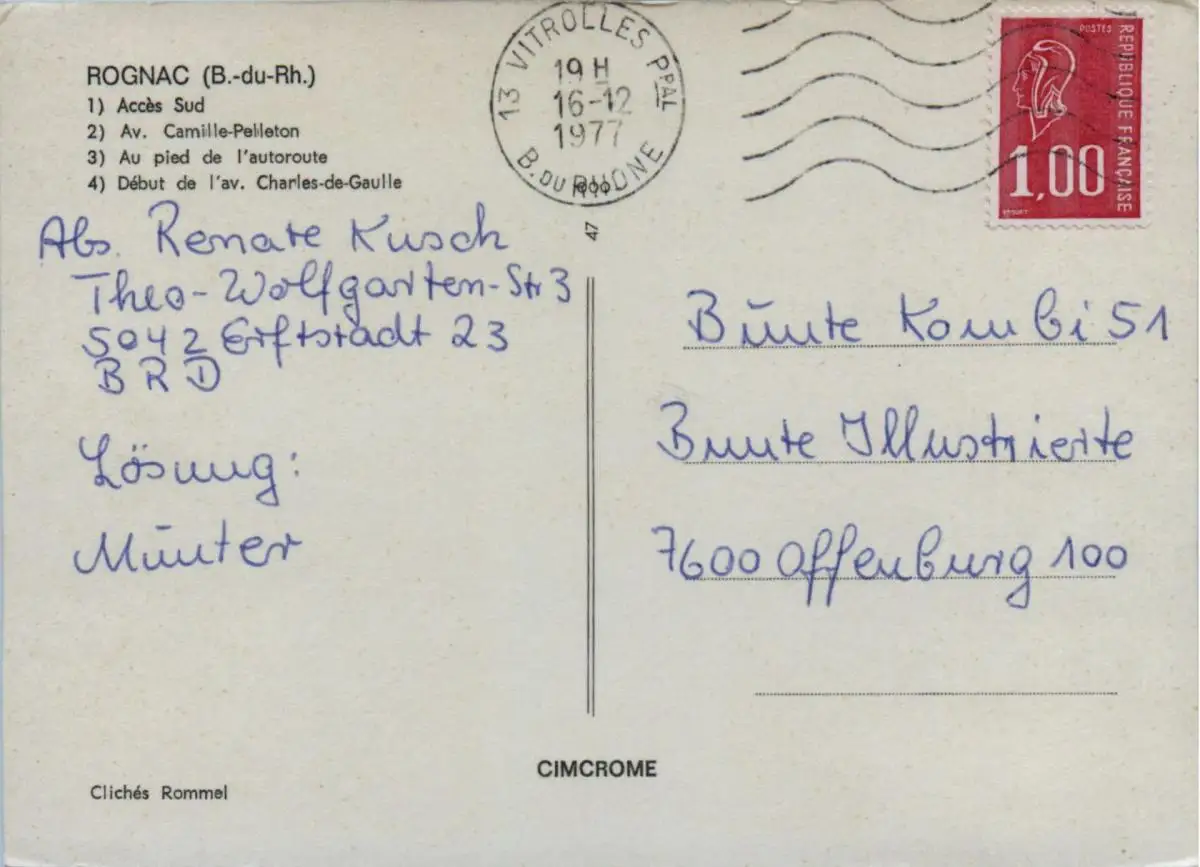 ROGNAC (B.-du-Rh.)
1) Accès Sud
2) Av. Camille-Pelleton
3) Au pied de l'autoroute
4) Début de l'av. Charles-de-Gaulle
13 VITROLLES PPAL
19 H
16-12
1977
B. DU RHONE
POSTES
REPUBLIQUE FRANÇAISE
1,00
47
Abs. Renate Kusch
Theo-Wolfgarten-Str 3
5042 Erftstadt 23
BRD
Lösung:
Munter
Bunte Kombi 51
Bunte Illustrierte
7600 Offenburg 100
CIMCROME
Clichés Rommel